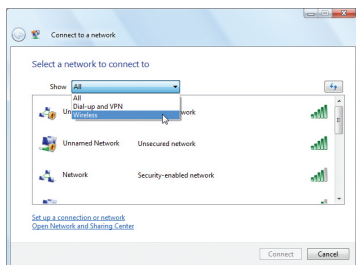 Connect to a network
Select a network to connect to
Show All
All
Dial-up and VPN
Wireless
Unnamed Network Unsecured network
Network Security-enabled network
Set up a connection or network
Open Network and Sharing Center
Connect Cancel